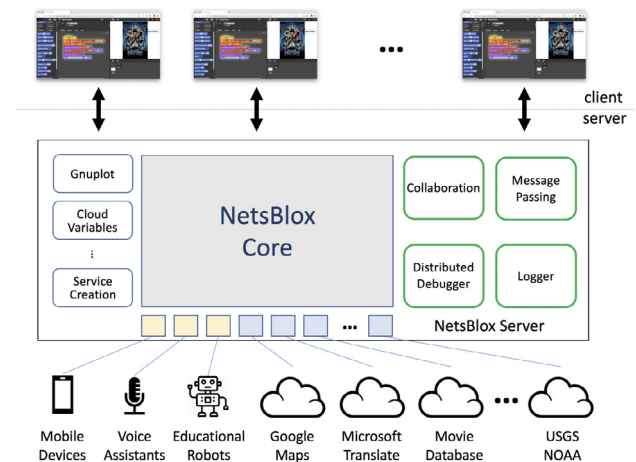 client
server
Gnuplot
Cloud
Variables
Service
Creation
NetsBlox
Core
Collaboration
Message
Passing
Distributed
Debugger
Logger
NetsBlox Server
Mobile
Devices
Voice
Assistants
Educational
Robots
Google
Maps
Microsoft
Translate
Movie
Database
USGS
NOAA